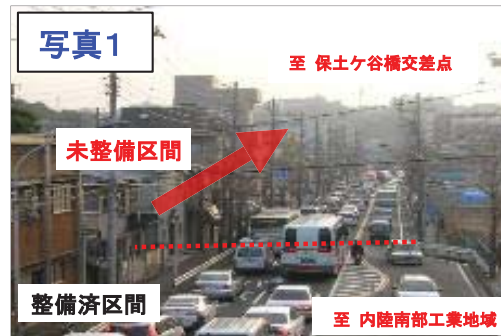 写真1
至 保土ケ谷橋交差点
未整備区間
整備済区間
至 内陸南部工業地域